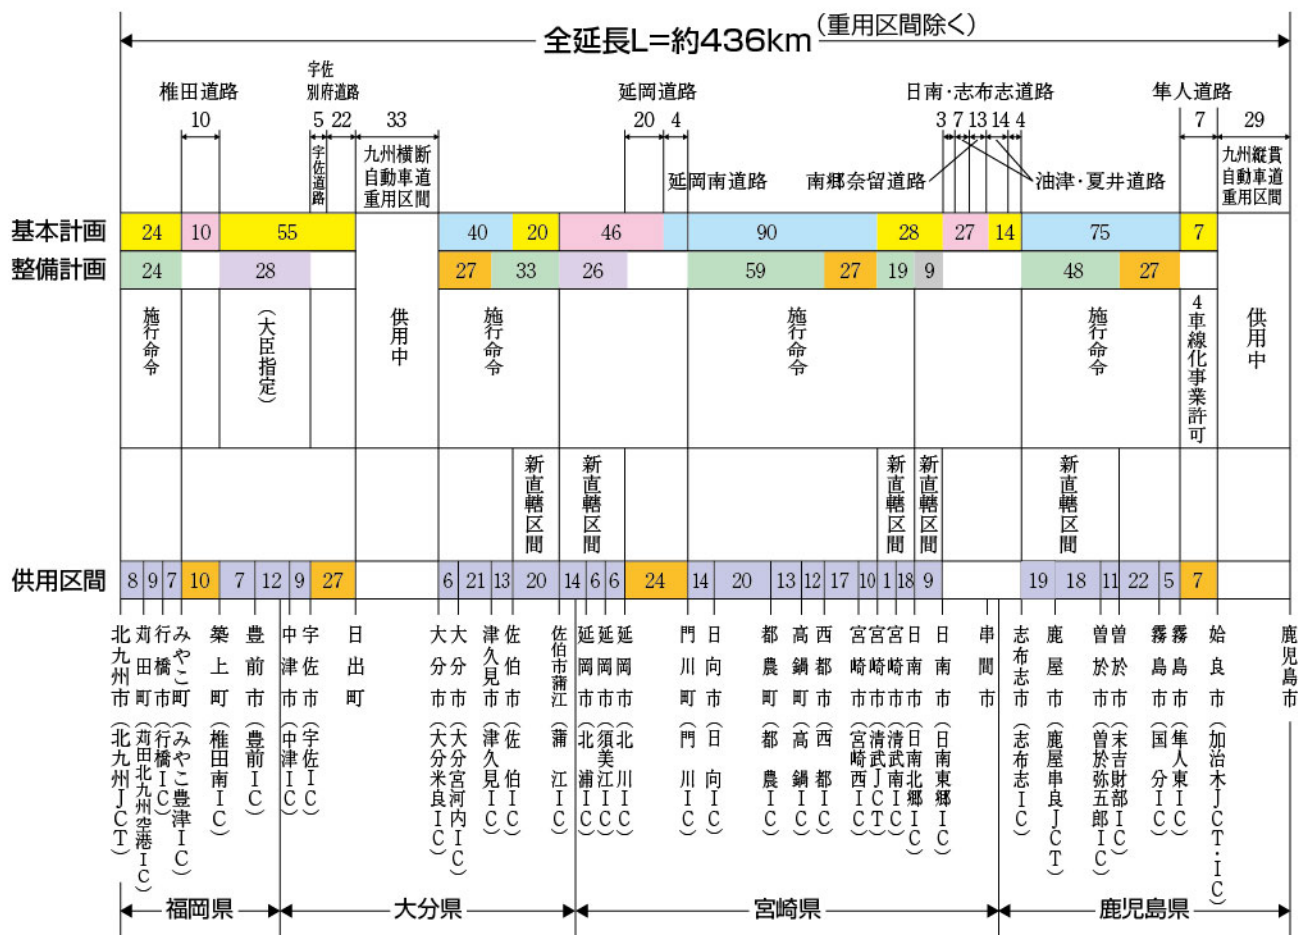 全延長L=約436km(重用区間除く)
椎田道路
宇佐
別府道路
延岡道路
日南・志布志道路
隼人道路
10
5
22
33
20
4
3
7
13
14
4
7
29
宇佐道路
九州横断
自動車道
重用区間
延岡南道路
南郷奈留道路
油津・夏井道路
九州縦貫
自動車道
重用区間
基本計画
24
10
55
40
20
46
90
28
27
14
75
7
整備計画
24
28
27
33
26
59
27
19
9
48
27
施行命令
(大臣指定)
供用中
施行命令
施行命令
施行命令
4車線化事業許可
供用中
新直轄区間
新直轄区間
新直轄区間
新直轄区間
新直轄区間
供用区間
8
9
7
10
7
12
9
27
6
21
13
20
14
6
6
24
14
20
13
12
17
10
1
18
9
19
18
11
22
5
7
北九州市(北九州JCT)
苅田町(苅田北九州空港IC)
行橋市(行橋IC)
みやこ町(みやこ豊津IC)
築上町(椎田南IC)
豊前市(豊前IC)
中津市(中津IC)
宇佐市(宇佐IC)
日出町
大分市(大分米良IC)
大分市(大分宮河内IC)
津久見市(津久見IC)
佐伯市(佐伯IC)
佐伯市蒲江(蒲江IC)
延岡市(北浦IC)
延岡市(須美江IC)
延岡市(北川IC)
門川町(門川IC)
日向市(日向IC)
都農町(都農IC)
高鍋町(高鍋IC)
西都市(西都IC)
宮崎市(宮崎西IC)
宮崎市(清武JCT)
宮崎市(清武南IC)
日南市(日南北郷IC)
日南市(日南東郷IC)
串間市
志布志市(志布志IC)
鹿屋市(鹿屋串良JCT)
曽於市(曽於弥五郎IC)
曽於市(末吉財部IC)
霧島市(国分IC)
霧島市(隼人東IC)
姶良市(加治木JCT・IC)
鹿児島市
福岡県
大分県
宮崎県
鹿児島県